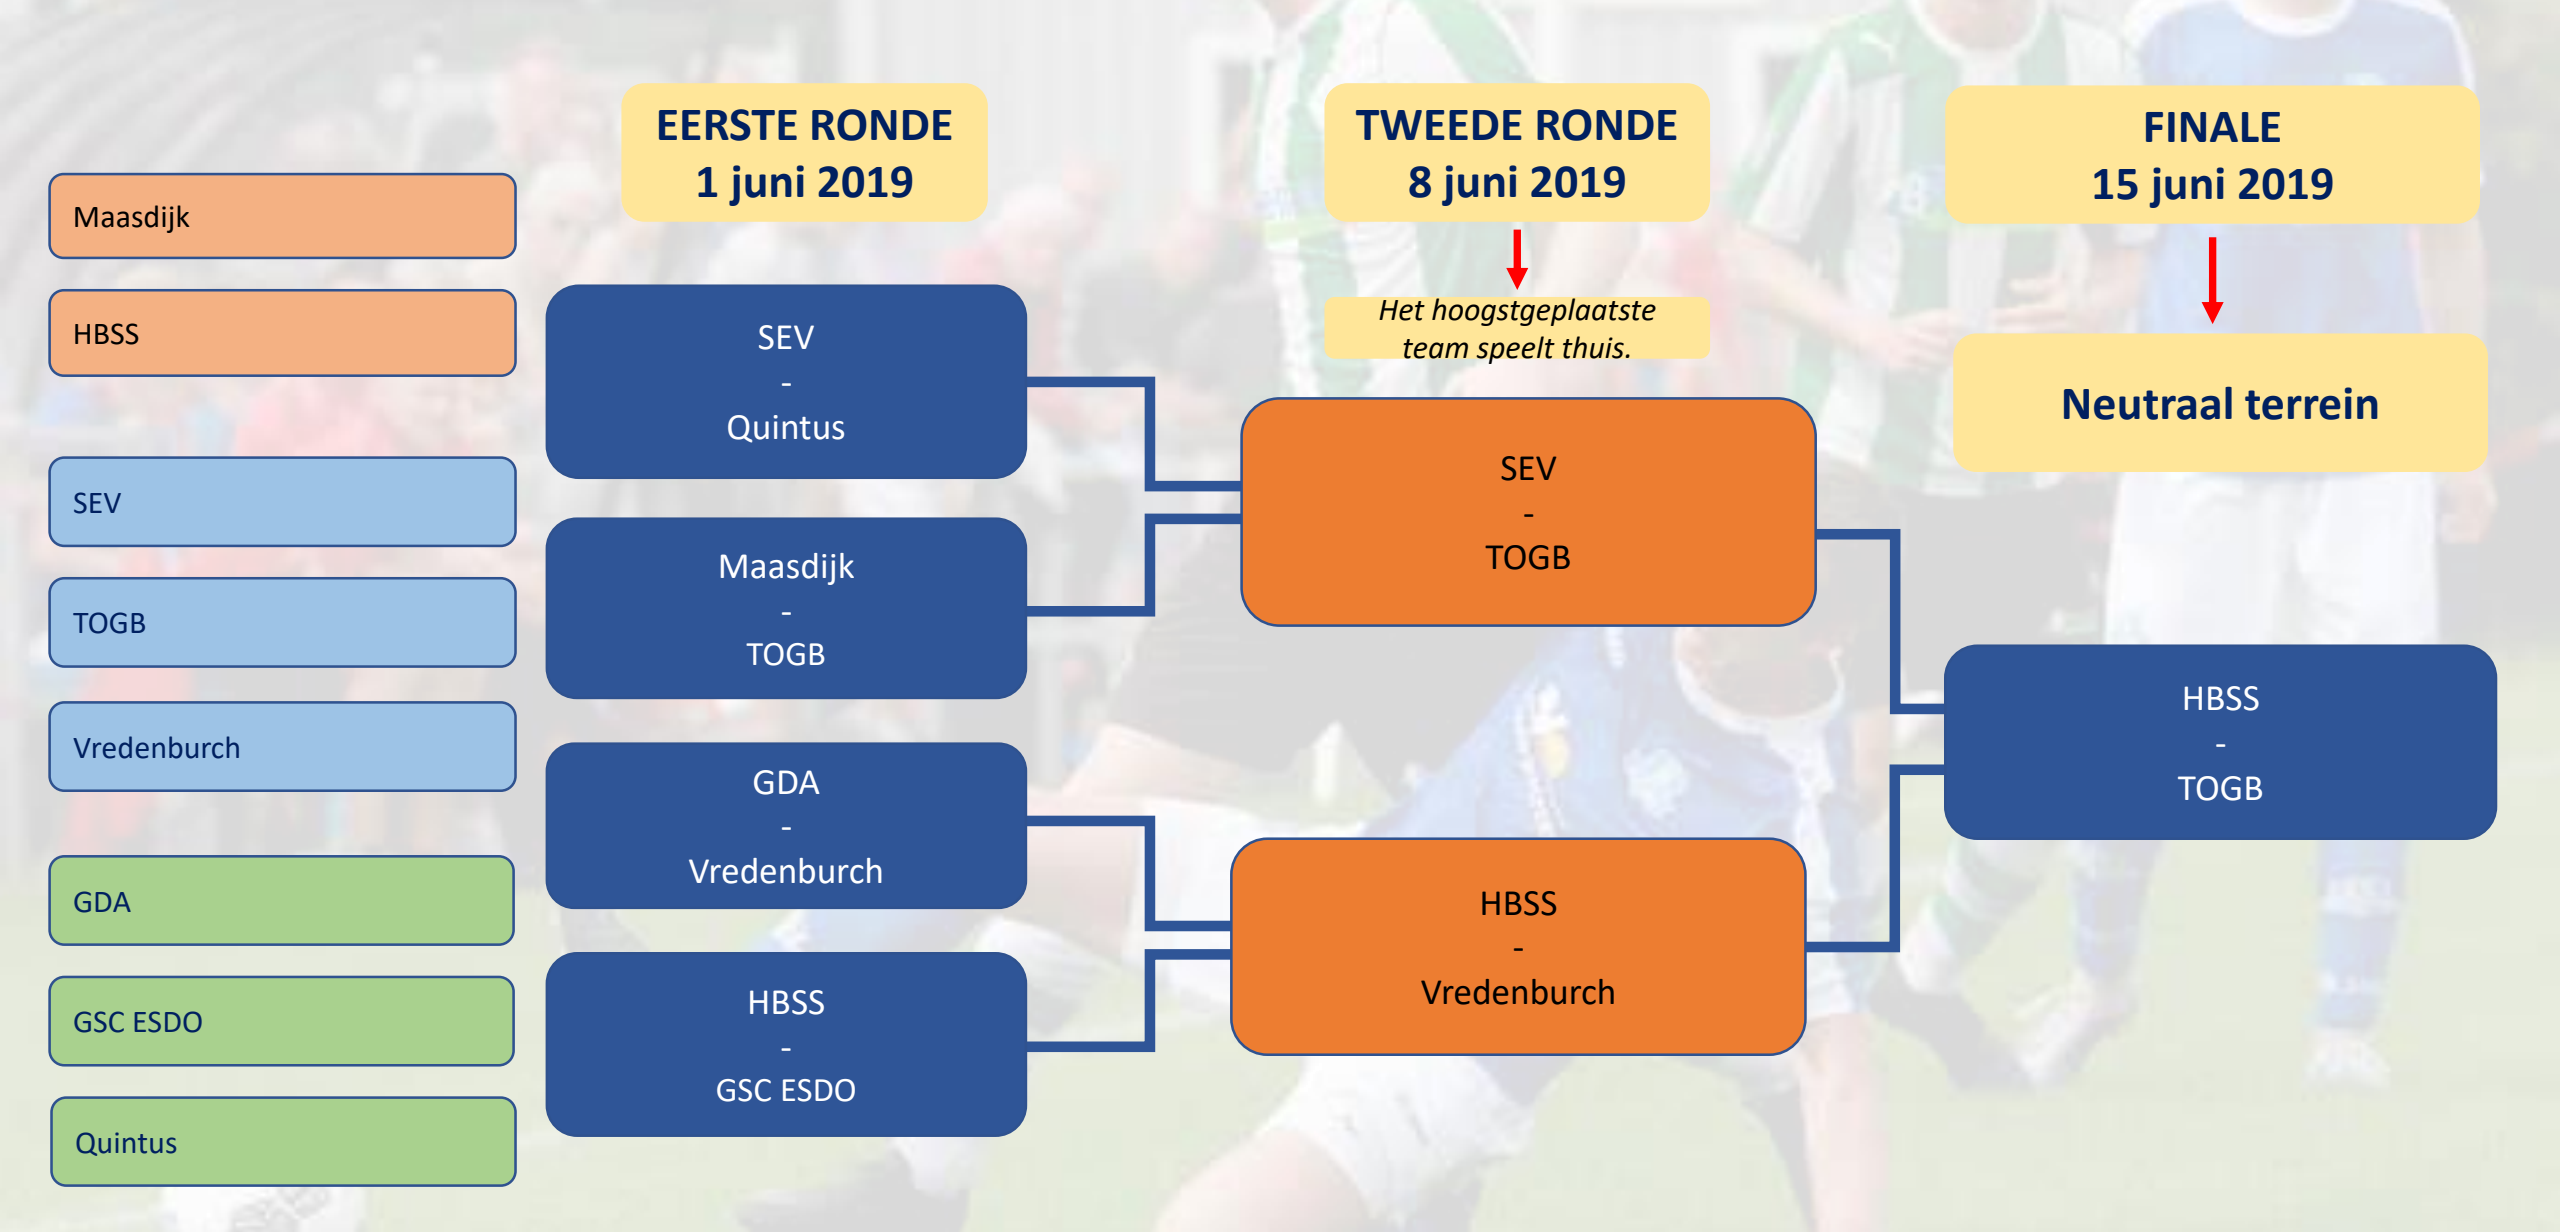 Maasdijk
HBSS
SEV
TOGB
Vredenburch
GDA
GSC ESDO
Quintus
EERSTE RONDE
1 juni 2019
SEV
-
Quintus
Maasdijk
-
TOGB
GDA
-
Vredenburch
HBSS
-
GSC ESDO
TWEEDE RONDE
8 juni 2019
Het hoogstgeplaatste
team speelt thuis.
SEV
-
TOGB
HBSS
-
Vredenburch
FINALE
15 juni 2019
Neutraal terrein
HBSS
-
TOGB